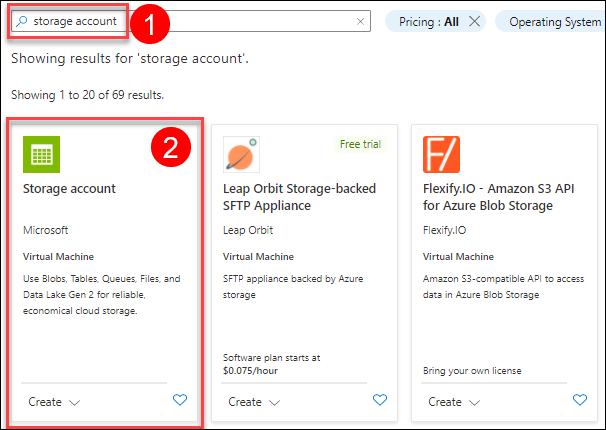 storage account
1
Pricing : All
Operating System
Showing results for 'storage account'.
Showing 1 to 20 of 69 results.
2
Storage account
Microsoft
Virtual Machine
Use Blobs, Tables, Queues, Files, and
Data Lake Gen 2 for reliable,
economical cloud storage.
Create
Free trial
Leap Orbit Storage-backed
SFTP Appliance
Leap Orbit
Virtual Machine
SFTP appliance backed by Azure
storage
Software plan starts at
$0.075/hour
Create
F/
Flexify.IO - Amazon S3 API
for Azure Blob Storage
Flexify.IO
Virtual Machine
Amazon S3-compatible API to access
data in Azure Blob Storage
Bring your own license
Create